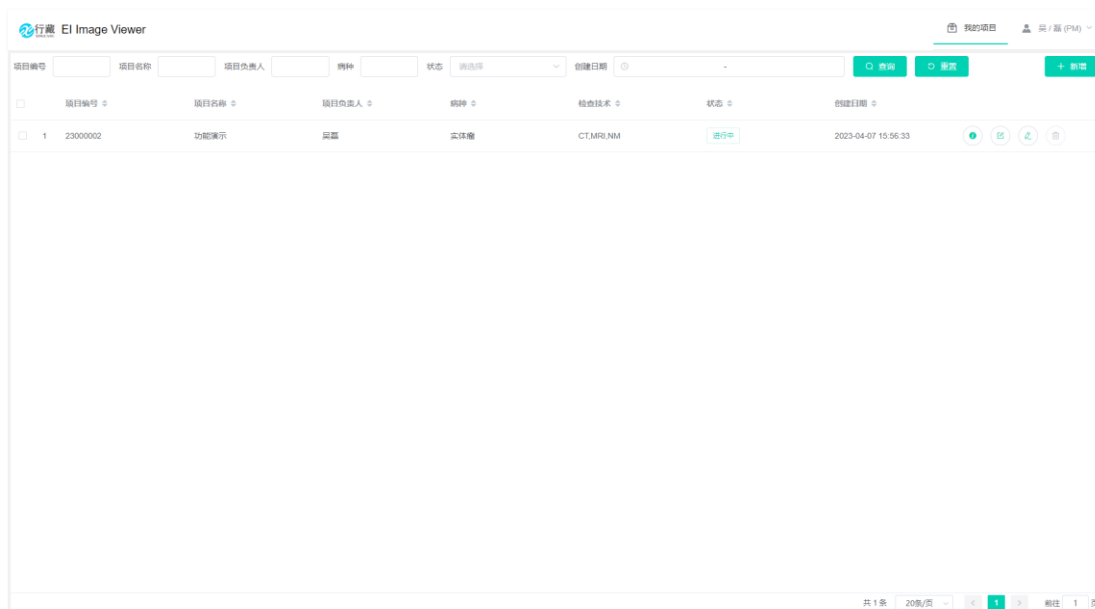 行藏 EI Image Viewer 我的项目 吴 / 磊 (PM)
项目编号 项目名称 项目负责人 病种 状态 请选择 创建日期 - 查询 重置 + 新增
项目编号 项目名称 项目负责人 病种 检查技术 状态 创建日期
1 23000002 功能演示 吴磊 实体瘤 CT,MRI,NM 进行中 2023-04-07 15:56:33
共 1 条 20条/页 < 1 > 前往 1 页